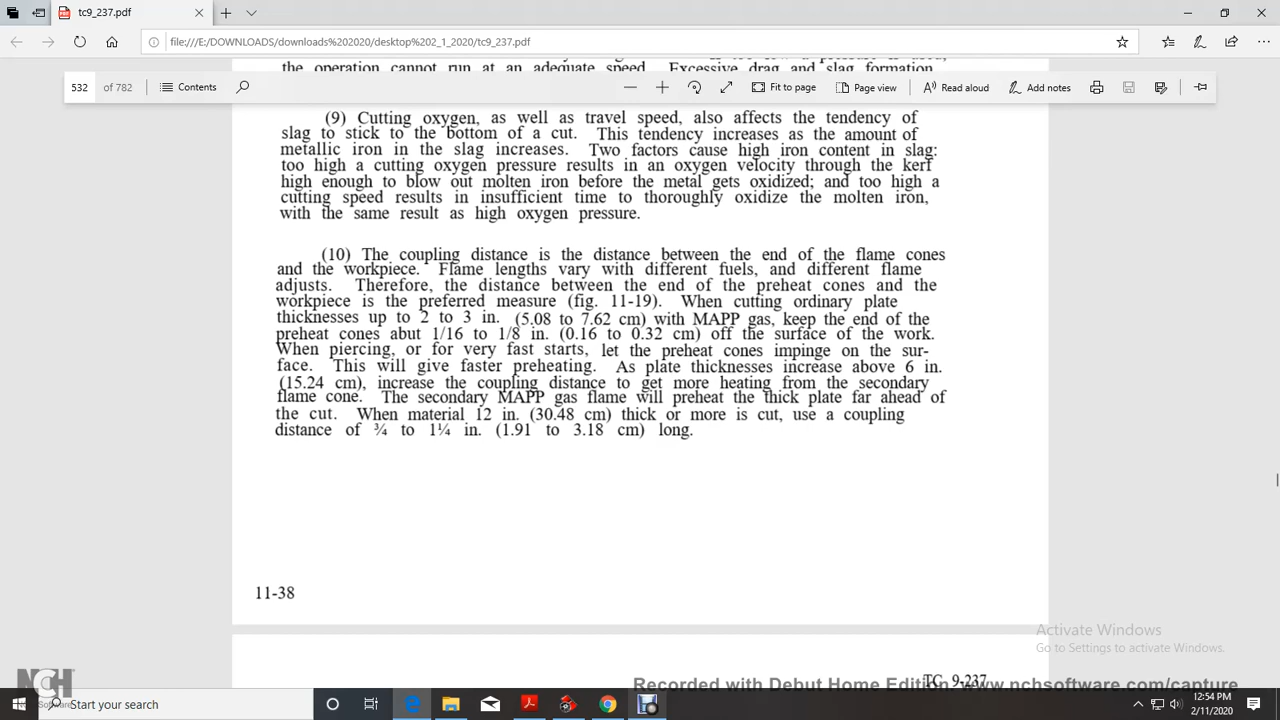 tc9_237.pdf
file:///E:/DOWNLOADS/downloads%202020/desktop%202_1_2020/tc9_237.pdf
the operation cannot run at an adequate speed. Excessive drag and slag formation
532 of 782 Contents Fit to page Page view Read aloud Add notes
(9) Cutting oxygen, as well as travel speed, also affects the tendency of
slag to stick to the bottom of a cut. This tendency increases as the amount of
metallic iron in the slag increases. Two factors cause high iron content in slag:
too high a cutting oxygen pressure results in an oxygen velocity through the kerf
high enough to blow out molten iron before the metal gets oxidized; and too high a
cutting speed results in insufficient time to thoroughly oxidize the molten iron,
with the same result as high oxygen pressure.
(10) The coupling distance is the distance between the end of the flame cones
and the workpiece. Flame lengths vary with different fuels, and different flame
adjusts. Therefore, the distance between the end of the preheat cones and the
workpiece is the preferred measure (fig. 11-19). When cutting ordinary plate
thicknesses up to 2 to 3 in. (5.08 to 7.62 cm) with MAPP gas, keep the end of the
preheat cones abut 1/16 to 1/8 in. (0.16 to 0.32 cm) off the surface of the work.
When piercing, or for very fast starts, let the preheat cones impinge on the sur-
face. This will give faster preheating. As plate thicknesses increase above 6 in.
(15.24 cm), increase the coupling distance to get more heating from the secondary
flame cone. The secondary MAPP gas flame will preheat the thick plate far ahead of
the cut. When material 12 in. (30.48 cm) thick or more is cut, use a coupling
distance of ¾ to 1¼ in. (1.91 to 3.18 cm) long.
11-38
Activate Windows
Go to Settings to activate Windows.
TC 9-237
NCH Software
Recorded with Debut Home Edition. www.nchsoftware.com/capture
Start your search
12:54 PM
2/11/2020